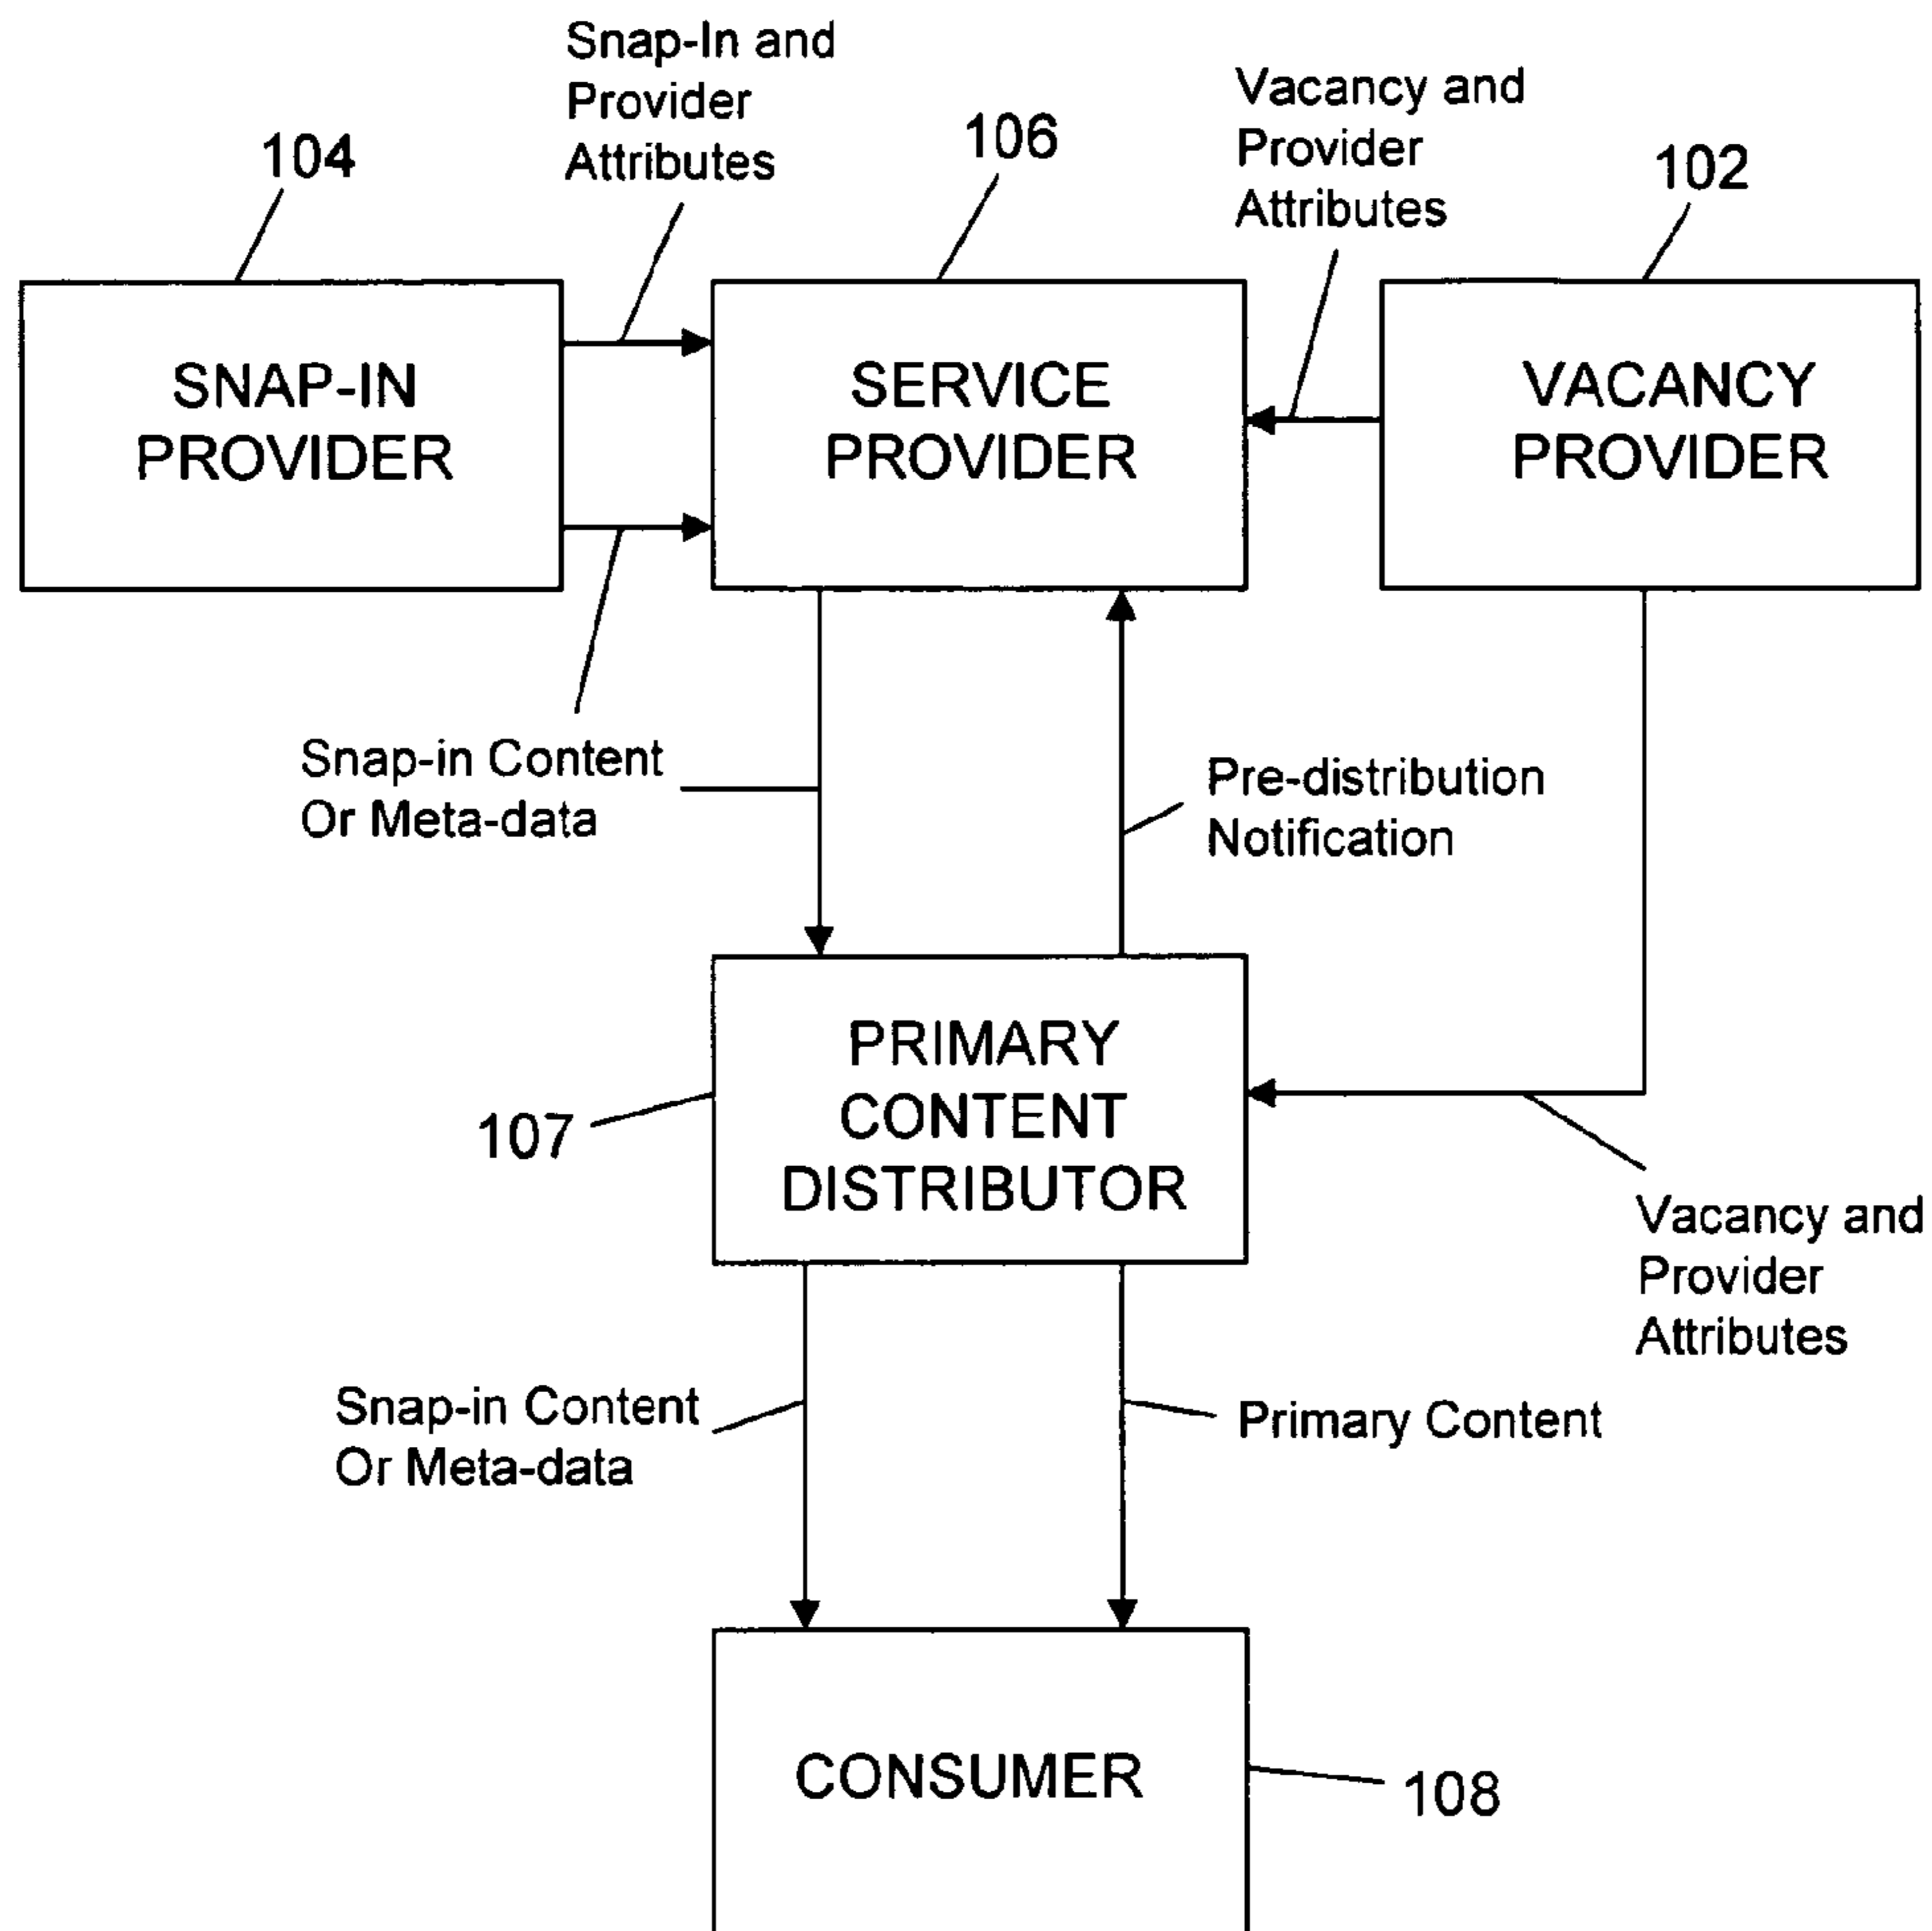 Snap-In and
Provider
Attributes
Vacancy and
Provider
Attributes
104
106
102
SNAP-IN
PROVIDER
SERVICE
PROVIDER
VACANCY
PROVIDER
Snap-in Content
Or Meta-data
Pre-distribution
Notification
PRIMARY
CONTENT
DISTRIBUTOR
107
Vacancy and
Provider
Attributes
Snap-in Content
Or Meta-data
Primary Content
CONSUMER
108